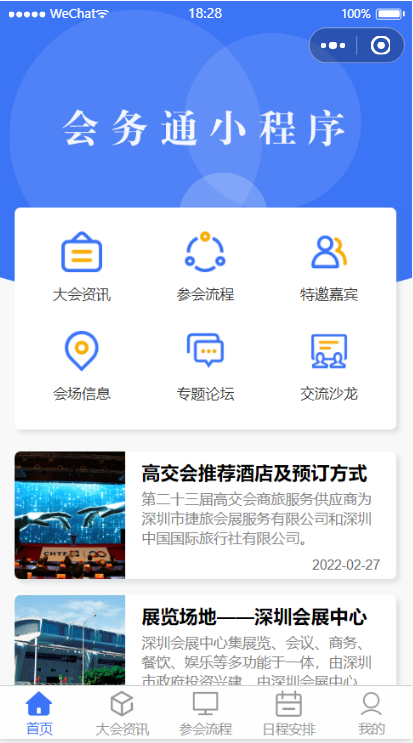 WeChat 18:28 100%
会务通小程序
大会资讯 参会流程 特邀嘉宾
会场信息 专题论坛 交流沙龙
高交会推荐酒店及预订方式
第二十三届高交会商旅服务供应商为
深圳市捷旅会展服务有限公司和深圳
中国国际旅行社有限公司。
2022-02-27
CHTF
展览场地——深圳会展中心
深圳会展中心集展览、会议、商务、
餐饮、娱乐等多功能于一体，由深圳
市政府投资兴建，由深圳会展中心
首页 大会资讯 参会流程 日程安排 我的